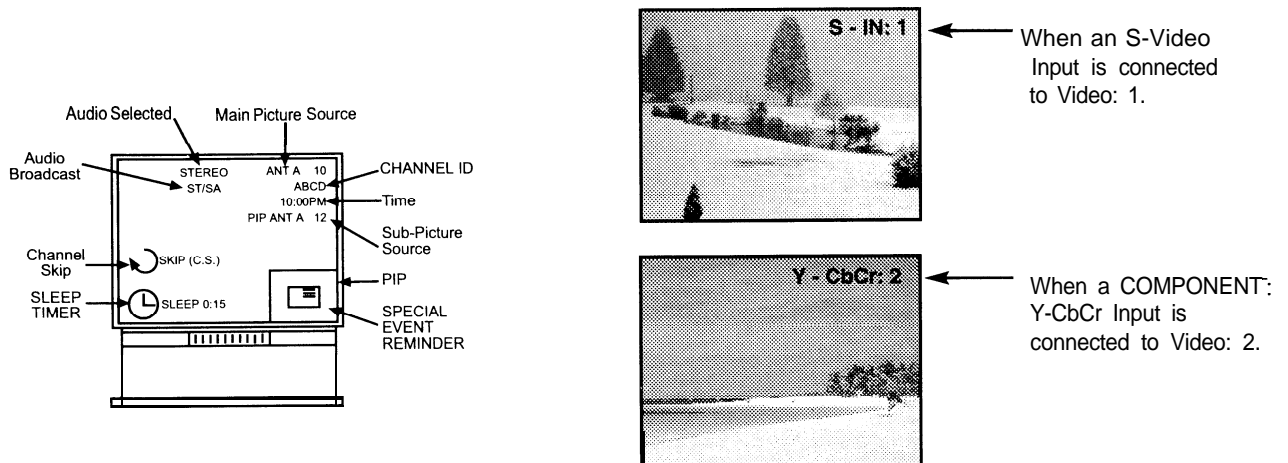 Audio Selected
Main Picture Source
Audio
Broadcast
STEREO
ST/SA
ANT A 10
ABCD
10:00PM
PIP ANT A 12
CHANNEL ID
Time
Sub-Picture
Source
Channel
Skip
SKIP (C.S.)
SLEEP
TIMER
SLEEP 0:15
PIP
SPECIAL
EVENT
REMINDER
S - IN: 1
When an S-Video
Input is connected
to Video: 1.
Y - CbCr: 2
When a COMPONENT:
Y-CbCr Input is
connected to Video: 2.